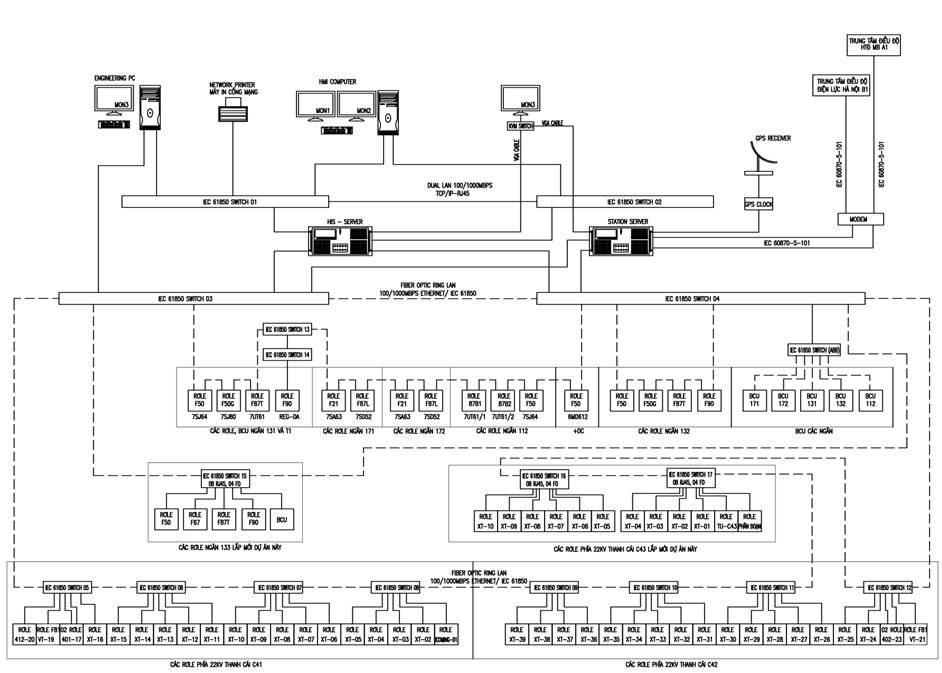 TRUNG TÂM ĐIỀU ĐỘ
HTĐ MB A1
ENGINEERING PC
NETWORK PRINTER
MÁY IN CÔNG MẠNG
HMI COMPUTER
TRUNG TÂM ĐIỀU ĐỘ
ĐIỆN LỰC HÀ NỘI B1
MON3
MON1
MON2
MON3
KVM SWITCH
VGA CABLE
VGA CABLE
GPS RECEIVER
IEC 60870-5-101
IEC 60870-5-101
DUAL LAN 100/1000MBPS
TCP/IP-RJ45
IEC 61850 SWITCH 01
IEC 61850 SWITCH 02
GPS CLOCK
HIS - SERVER
STATION SERVER
MODEM
IEC 60870-5-101
FIBER OPTIC RING LAN
100/1000MBPS ETHERNET/ IEC 61850
IEC 61850 SWITCH 03
IEC 61850 SWITCH 04
IEC 61850 SWITCH 13
IEC 61850 SWITCH 14
IEC 61850 SWITCH (ABB)
ROLE F50
ROLE F50G
ROLE F87T
ROLE F90
ROLE F21
ROLE F87L
ROLE F21
ROLE F87L
ROLE 87B1
ROLE 87B2
ROLE F50
ROLE F50
ROLE F50
ROLE F50G
ROLE F87T
ROLE F90
BCU 171
BCU 172
BCU 131
BCU 132
BCU 112
7SJ64 7SJ80 7UT61 REG-DA 7SA63 7SD52 7SA63 7SD52 7UT61/1 7UT61/2 7SJ64 6MD612
CÁC ROLE, BCU NGĂN 131 VÀ T1
CÁC ROLE NGĂN 171
CÁC ROLE NGĂN 172
CÁC ROLE NGĂN 112
+DC
CÁC ROLE NGĂN 132
BCU CÁC NGĂN
IEC 61850 SWITCH 15
08 RJ45, 04 FO
IEC 61850 SWITCH 16
08 RJ45, 04 FO
IEC 61850 SWITCH 17
08 RJ45, 04 FO
ROLE F50
ROLE F67
ROLE F87T
ROLE F90
BCU
ROLE XT-10
ROLE XT-09
ROLE XT-08
ROLE XT-07
ROLE XT-06
ROLE XT-05
ROLE XT-04
ROLE XT-03
ROLE XT-02
ROLE XT-01
ROLE TU-C43
ROLE PHÂN ĐOẠN
CÁC ROLE NGĂN 133 LẮP MỚI DỰ ÁN NÀY
CÁC ROLE PHÍA 22KV THANH CÁI C43 LẮP MỚI DỰ ÁN NÀY
FIBER OPTIC RING LAN
100/1000MBPS ETHERNET/ IEC 61850
IEC 61850 SWITCH 05
IEC 61850 SWITCH 06
IEC 61850 SWITCH 07
IEC 61850 SWITCH 08
IEC 61850 SWITCH 09
IEC 61850 SWITCH 10
IEC 61850 SWITCH 11
IEC 61850 SWITCH 12
ROLE 412-20
ROLE F81 VT-19
02 ROLE 401-17
ROLE XT-16
ROLE XT-15
ROLE XT-14
ROLE XT-13
ROLE XT-12
ROLE XT-11
ROLE XT-10
ROLE XT-09
ROLE XT-08
ROLE XT-07
ROLE XT-06
ROLE XT-05
ROLE XT-04
ROLE XT-03
ROLE XT-02
ROLE COMING-01
ROLE XT-39
ROLE XT-38
ROLE XT-37
ROLE XT-36
ROLE XT-35
ROLE XT-34
ROLE XT-33
ROLE XT-32
ROLE XT-31
ROLE XT-30
ROLE XT-29
ROLE XT-28
ROLE XT-27
ROLE XT-26
ROLE XT-25
ROLE XT-24
02 ROLE 402-23
ROLE F81 VT-21
CÁC ROLE PHÍA 22KV THANH CÁI C41
CÁC ROLE PHÍA 22KV THANH CÁI C42